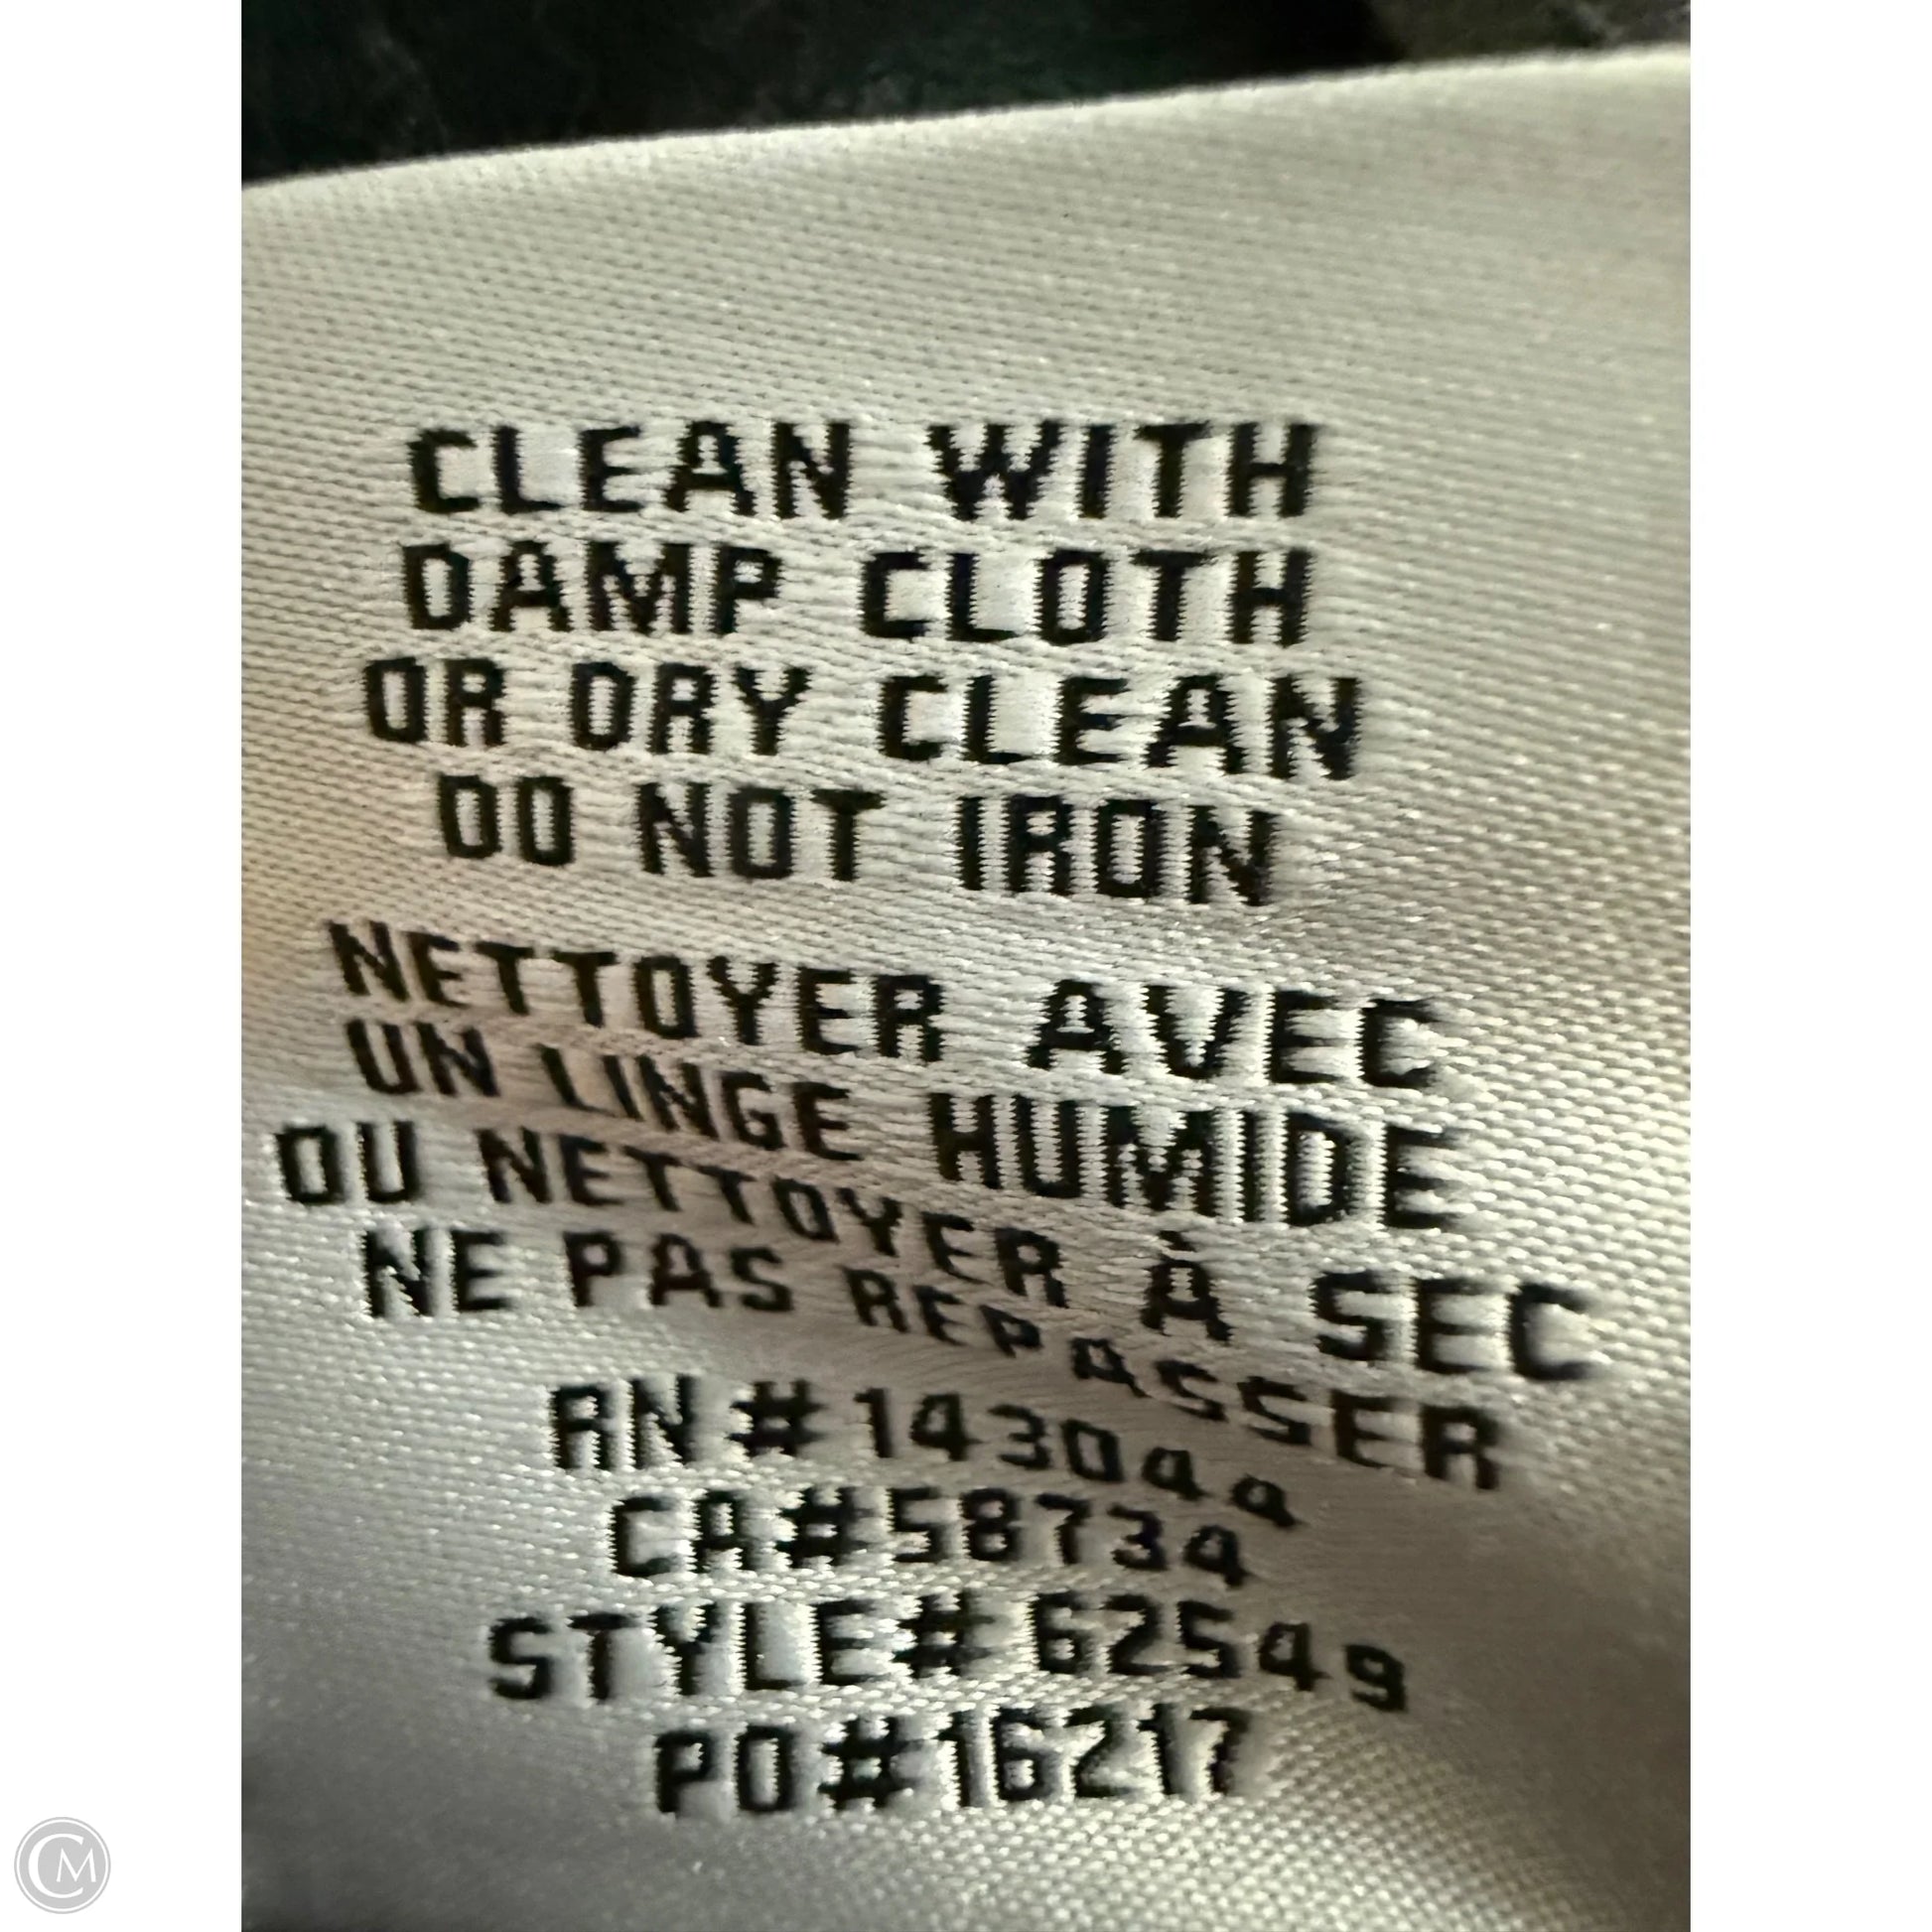 CLEAN WITH
DAMP CLOTH
OR DRY CLEAN
DO NOT IRON
NETTOYER AVEC
UN LINGE HUMIDE
OU NETTOYER À SEC
NE PAS REPASSER
RN#143044
CA#58734
STYLE#62549
PO#16217
CM